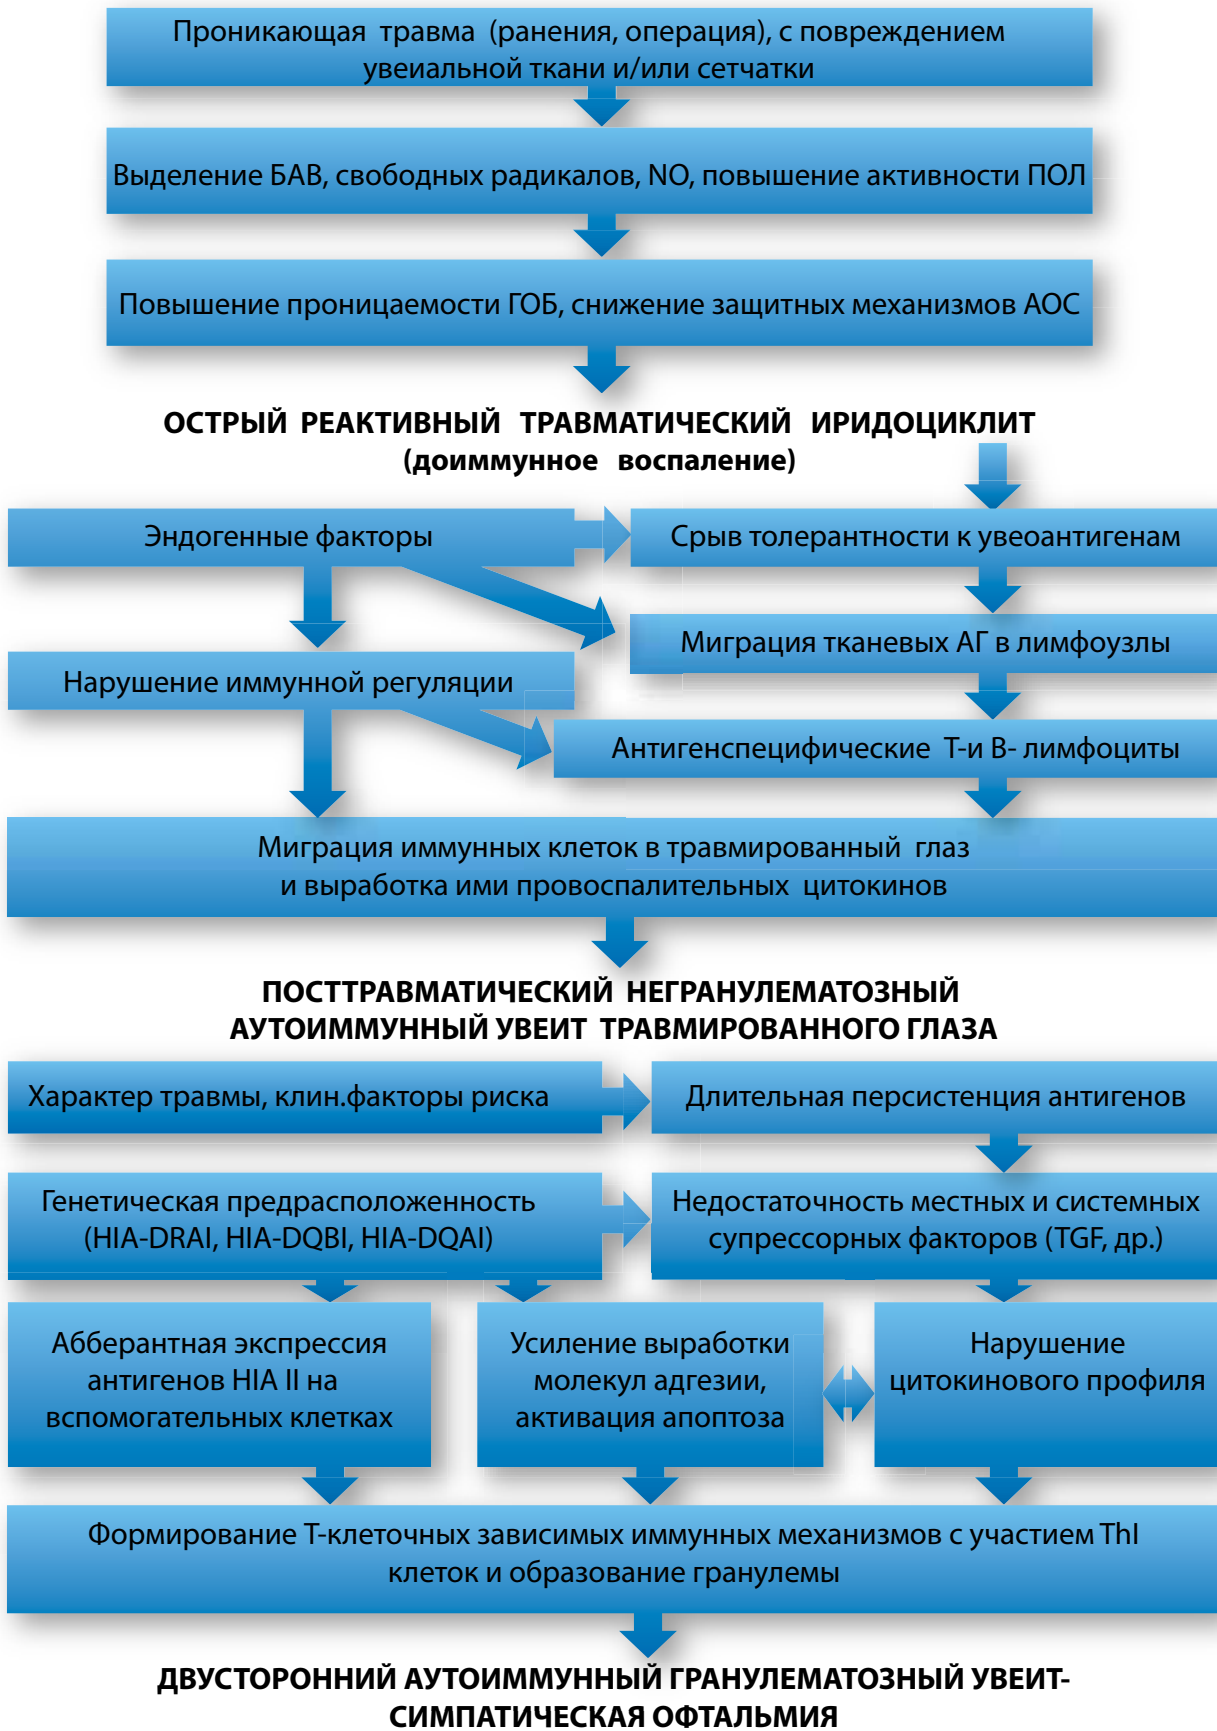 Проникающая травма (ранения, операция), с повреждением
увеиальной ткани и/или сетчатки
Выделение БАВ, свободных радикалов, NO, повышение активности ПОЛ
Повышение проницаемости ГОБ, снижение защитных механизмов АОС
ОСТРЫЙ РЕАКТИВНЫЙ ТРАВМАТИЧЕСКИЙ ИРИДОЦИКЛИТ
(доиммунное воспаление)
Эндогенные факторы
Срыв толерантности к увеоантигенам
Миграция тканевых АГ в лимфоузлы
Нарушение иммунной регуляции
Антигенспецифические Т-и В- лимфоциты
Миграция иммунных клеток в травмированный глаз
и выработка ими провоспалительных цитокинов
ПОСТТРАВМАТИЧЕСКИЙ НЕГРАНУЛЕМАТОЗНЫЙ
АУТОИММУННЫЙ УВЕИТ ТРАВМИРОВАННОГО ГЛАЗА
Характер травмы, клин.факторы риска
Длительная персистенция антигенов
Генетическая предрасположенность
(HIA-DRAI, HIA-DQBI, HIA-DQAI)
Недостаточность местных и системных
супрессорных факторов (TGF, др.)
Абберантная экспрессия
антигенов HIA II на
вспомогательных клетках
Усиление выработки
молекул адгезии,
активация апоптоза
Нарушение
цитокинового профиля
Формирование Т-клеточных зависимых иммунных механизмов с участием ThI
клеток и образование гранулемы
ДВУСТОРОННИЙ АУТОИММУННЫЙ ГРАНУЛЕМАТОЗНЫЙ УВЕИТ-
СИМПАТИЧЕСКАЯ ОФТАЛЬМИЯ